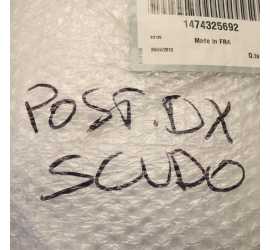 1474325692
Made in FRA
POST. DX
SCUDO